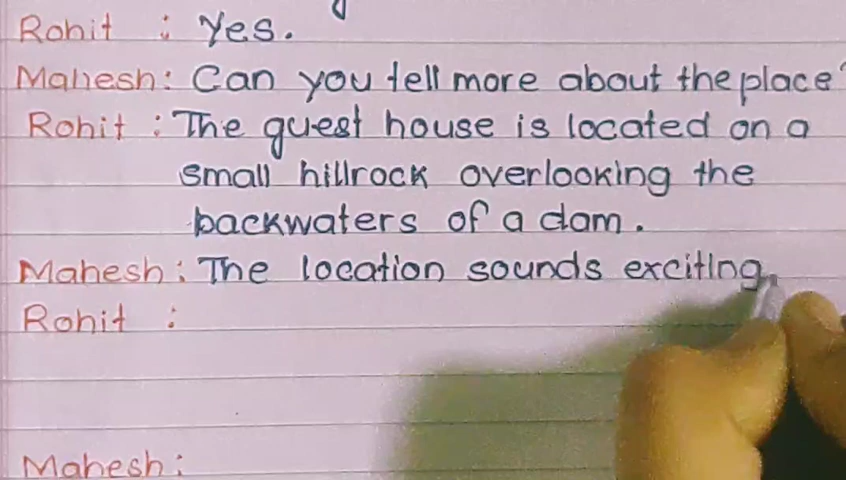 Rohit : Yes.
Mahesh: Can you tell more about the place?
Rohit : The guest house is located on a
small hillrock overlooking the
backwaters of a dam.
Mahesh: The location sounds exciting.
Rohit :
Mahesh: